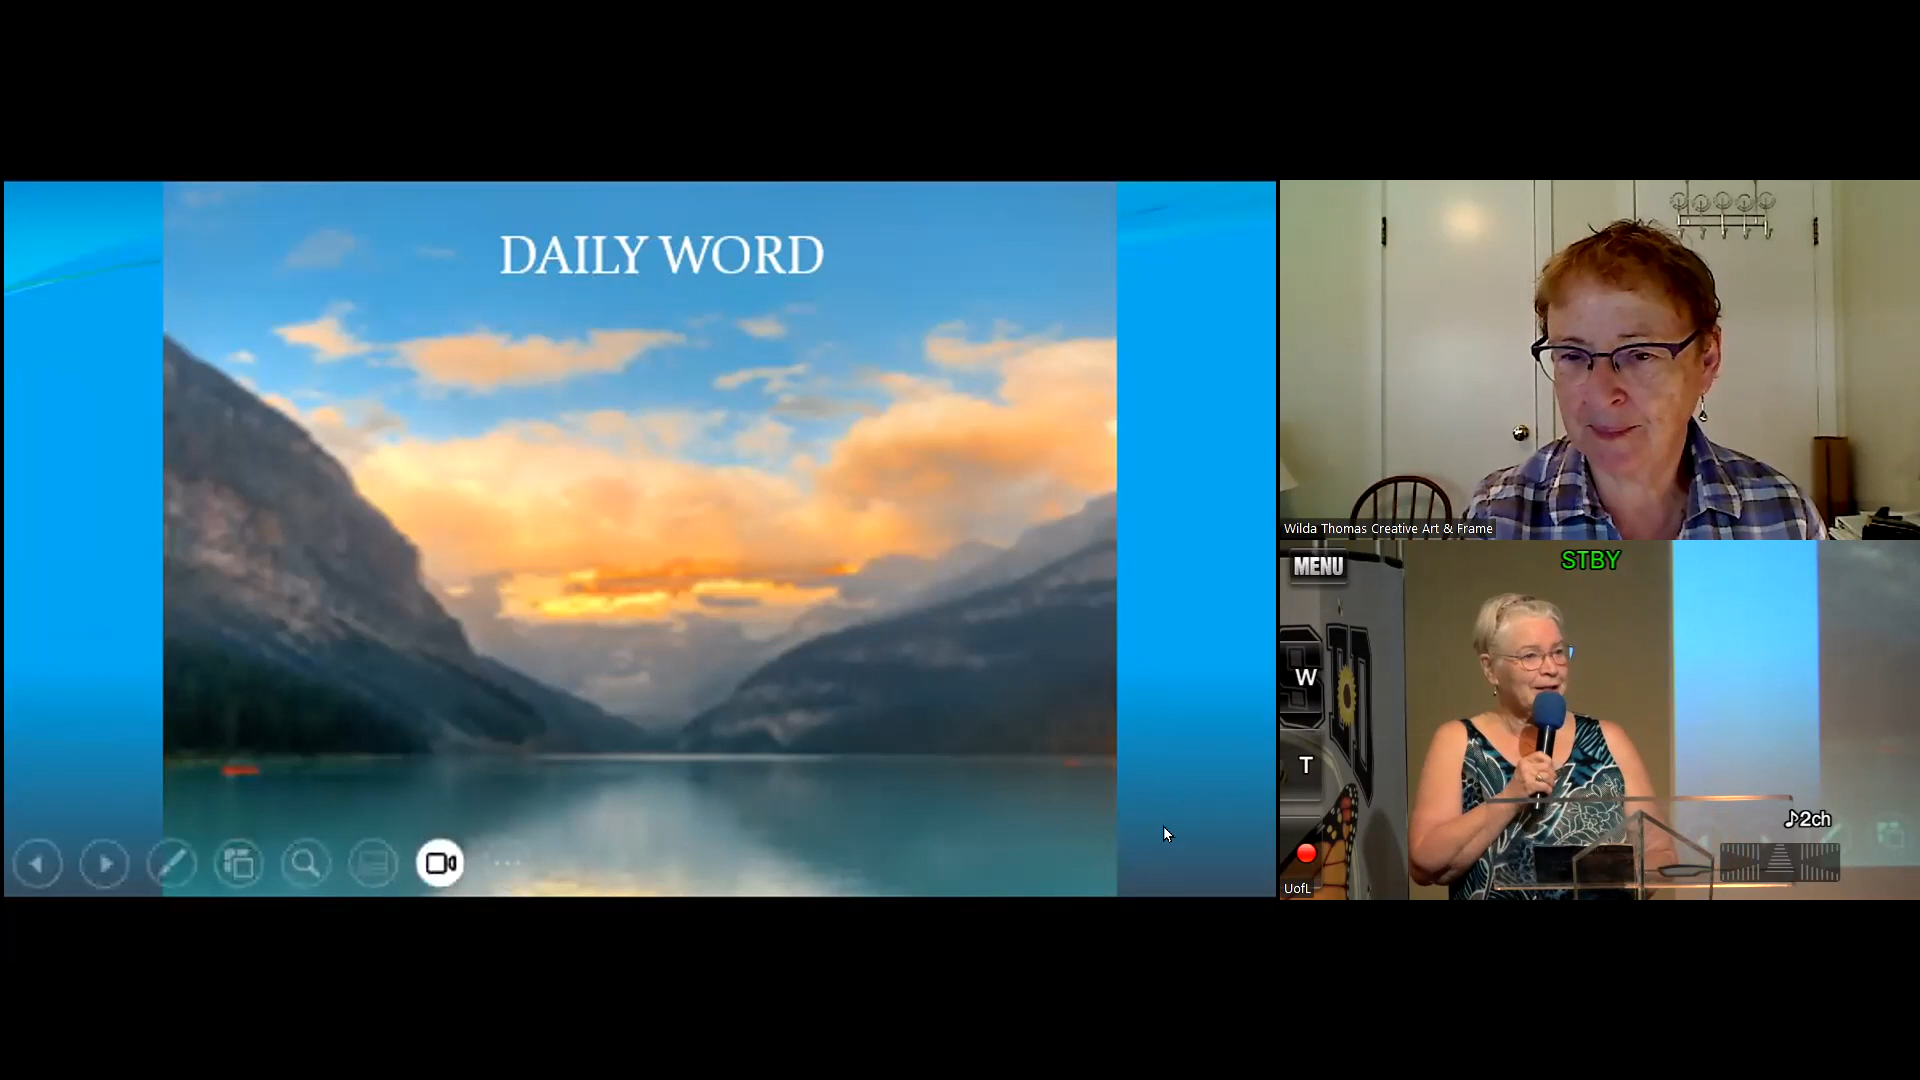 DAILY WORD
Wilda Thomas Creative Art & Frame
MENU
STBY
W
T
♪2ch
UofL